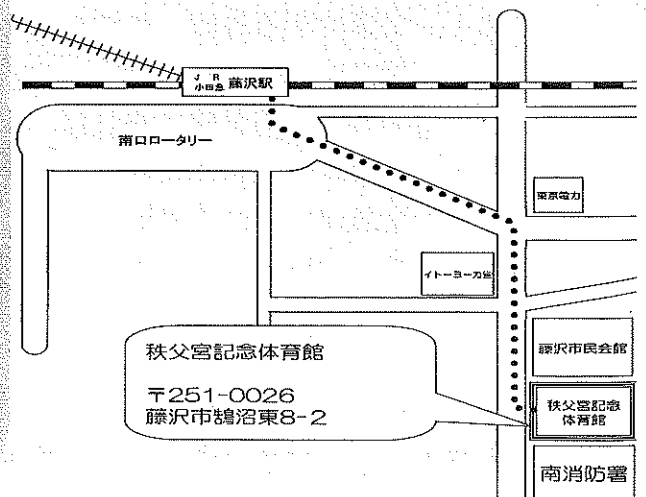 JR
小田急 藤沢駅
南口ロータリー
東京電力
イトーヨーカ堂
藤沢市民会館
秩父宮記念体育館
〒251-0026
藤沢市鵠沼東8-2
秩父宮記念
体育館
南消防署